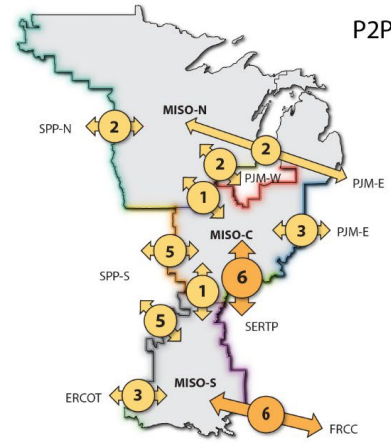 P2P
MISO-N
SPP-N
2
2
2
PJM-W
PJM-E
1
MISO-C
3
PJM-E
5
SPP-S
6
1
5
SERTP
MISO-S
ERCOT
3
6
FRCC